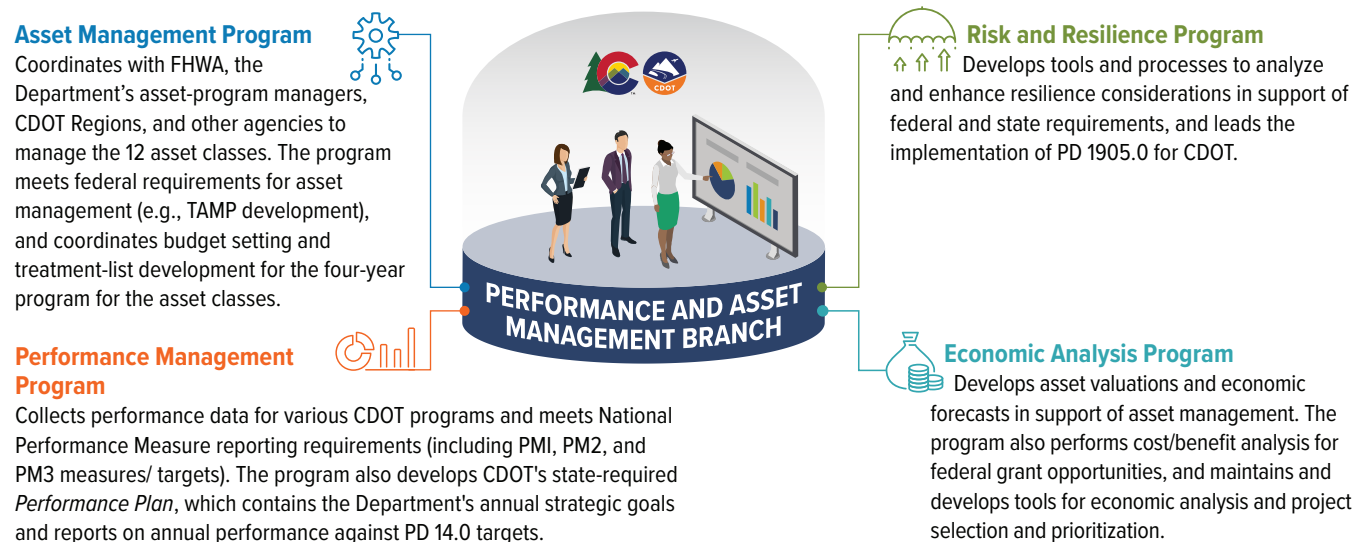 Asset Management Program
Coordinates with FHWA, the
Department's asset-program managers,
CDOT Regions, and other agencies to
manage the 12 asset classes. The program
meets federal requirements for asset
management (e.g., TAMP development),
and coordinates budget setting and
treatment-list development for the four-year
program for the asset classes.
Performance Management
Program
Collects performance data for various CDOT programs and meets National
Performance Measure reporting requirements (including PMI, PM2, and
PM3 measures/ targets). The program also develops CDOT's state-required
Performance Plan, which contains the Department's annual strategic goals
and reports on annual performance against PD 14.0 targets.
CDOT
PERFORMANCE AND ASSET
MANAGEMENT BRANCH
Risk and Resilience Program
Develops tools and processes to analyze
and enhance resilience considerations in support of
federal and state requirements, and leads the
implementation of PD 1905.0 for CDOT.
Economic Analysis Program
Develops asset valuations and economic
forecasts in support of asset management. The
program also performs cost/benefit analysis for
federal grant opportunities, and maintains and
develops tools for economic analysis and project
selection and prioritization.